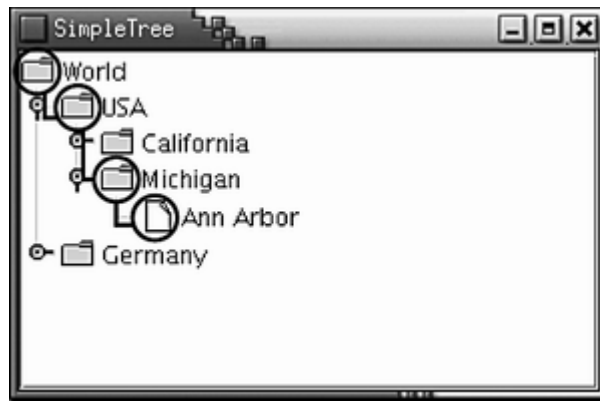 SimpleTree
World
USA
California
Michigan
Ann Arbor
Germany